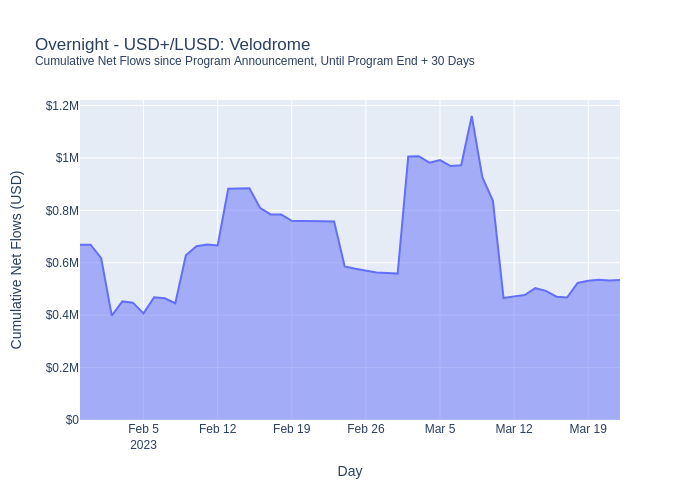 Overnight - USD+/LUSD: Velodrome
Cumulative Net Flows since Program Announcement, Until Program End + 30 Days
Cumulative Net Flows (USD)
$1.2M
$1M
$0.8M
$0.6M
$0.4M
$0.2M
$0
Feb 5 Feb 12 Feb 19 Feb 26 Mar 5 Mar 12 Mar 19
2023
Day